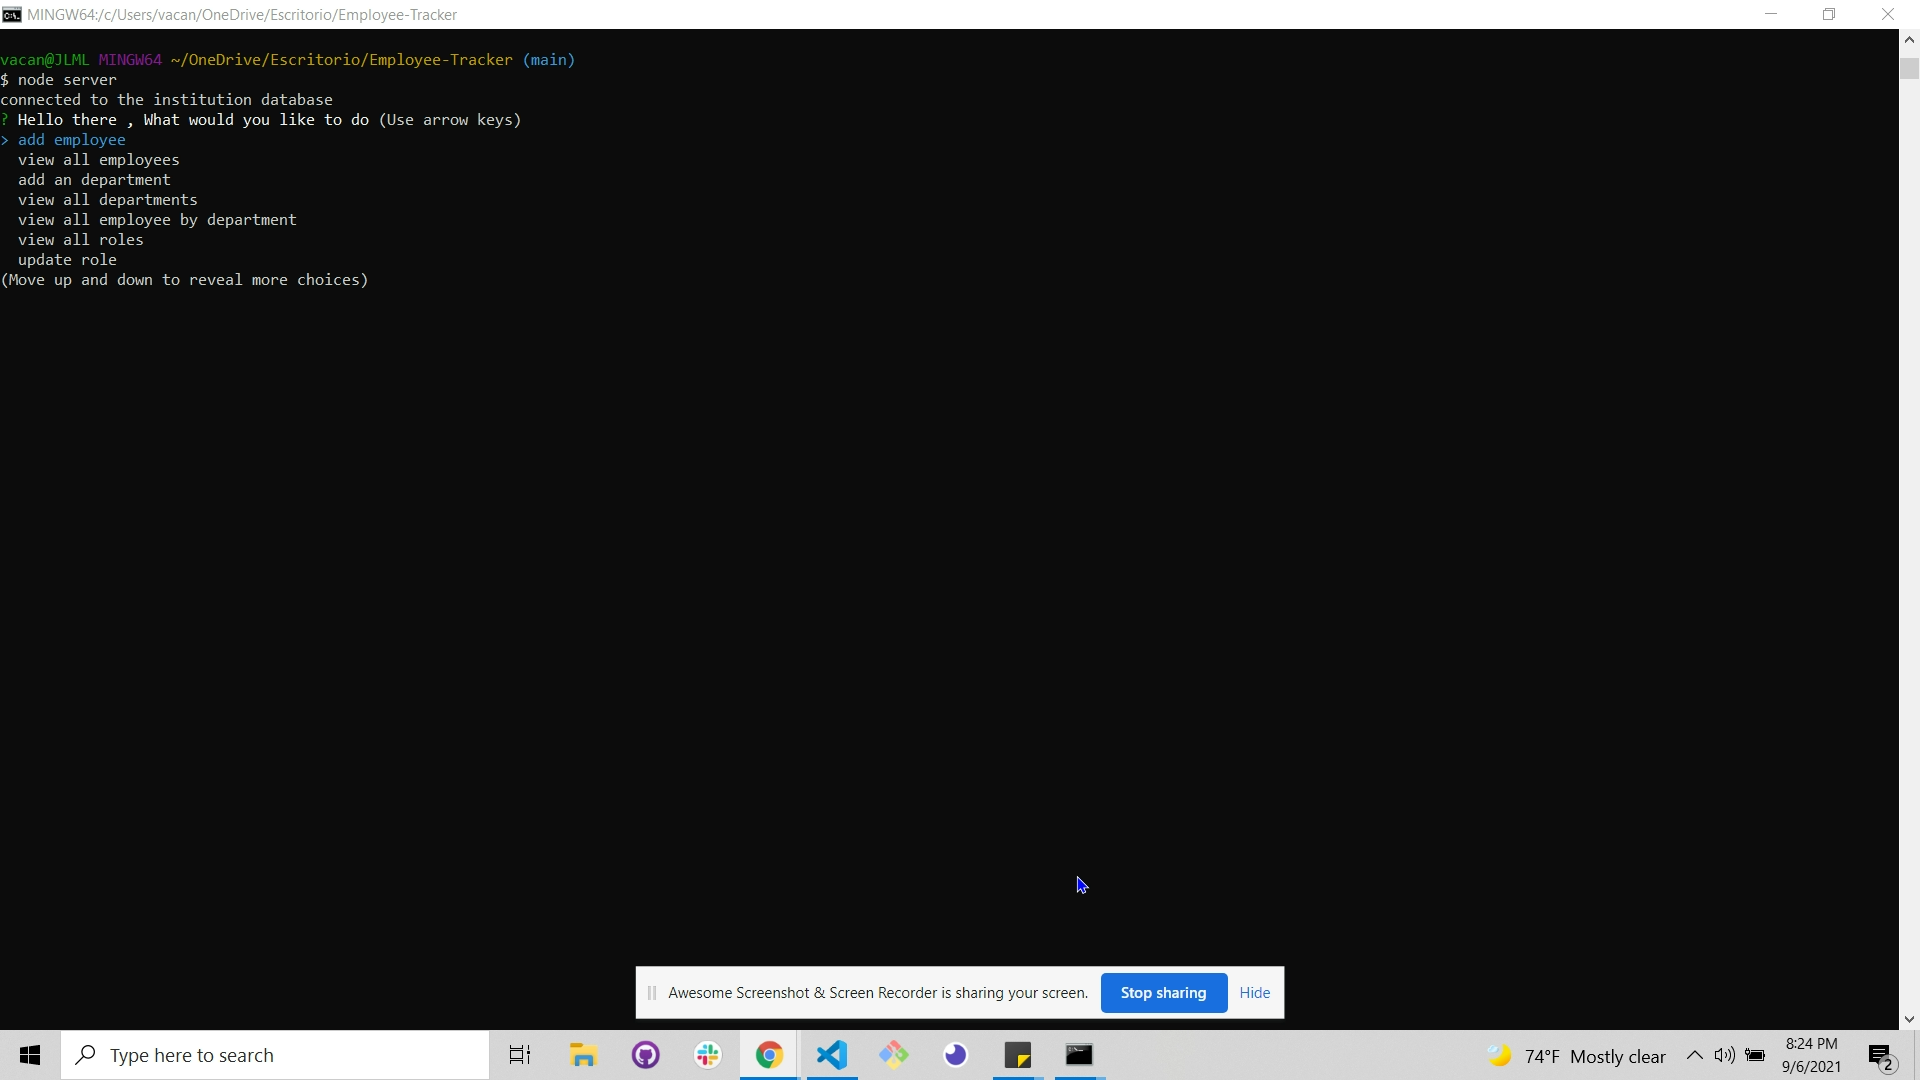 MINGW64:/c/Users/vacan/OneDrive/Escritorio/Employee-Tracker
vacan@JLML MINGW64 ~/OneDrive/Escritorio/Employee-Tracker (main)
$ node server
connected to the institution database
? Hello there , What would you like to do (Use arrow keys)
> add employee
view all employees
add an department
view all departments
view all employee by department
view all roles
update role
(Move up and down to reveal more choices)
Awesome Screenshot & Screen Recorder is sharing your screen. Stop sharing Hide
Type here to search
74°F Mostly clear
8:24 PM
9/6/2021
2